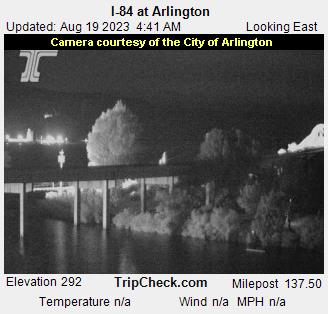 I-84 at Arlington
Updated: Aug 19 2023 4:41 AM Looking East
Camera courtesy of the City of Arlington
Elevation 292 TripCheck.com Milepost 137.50
Temperature n/a Wind n/a MPH n/a